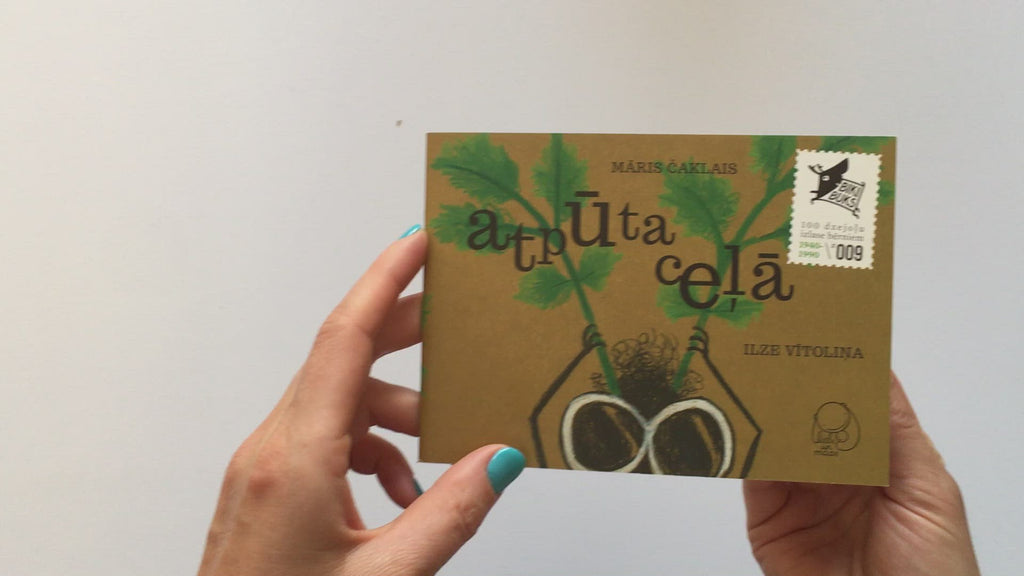 MĀRIS ČAKLAIS
atpūta
ceļā
BIKI
BUKS
100 dzejoļu
izlase bērniem
1940-
1990
009
ILZE VĪTOLIŅA